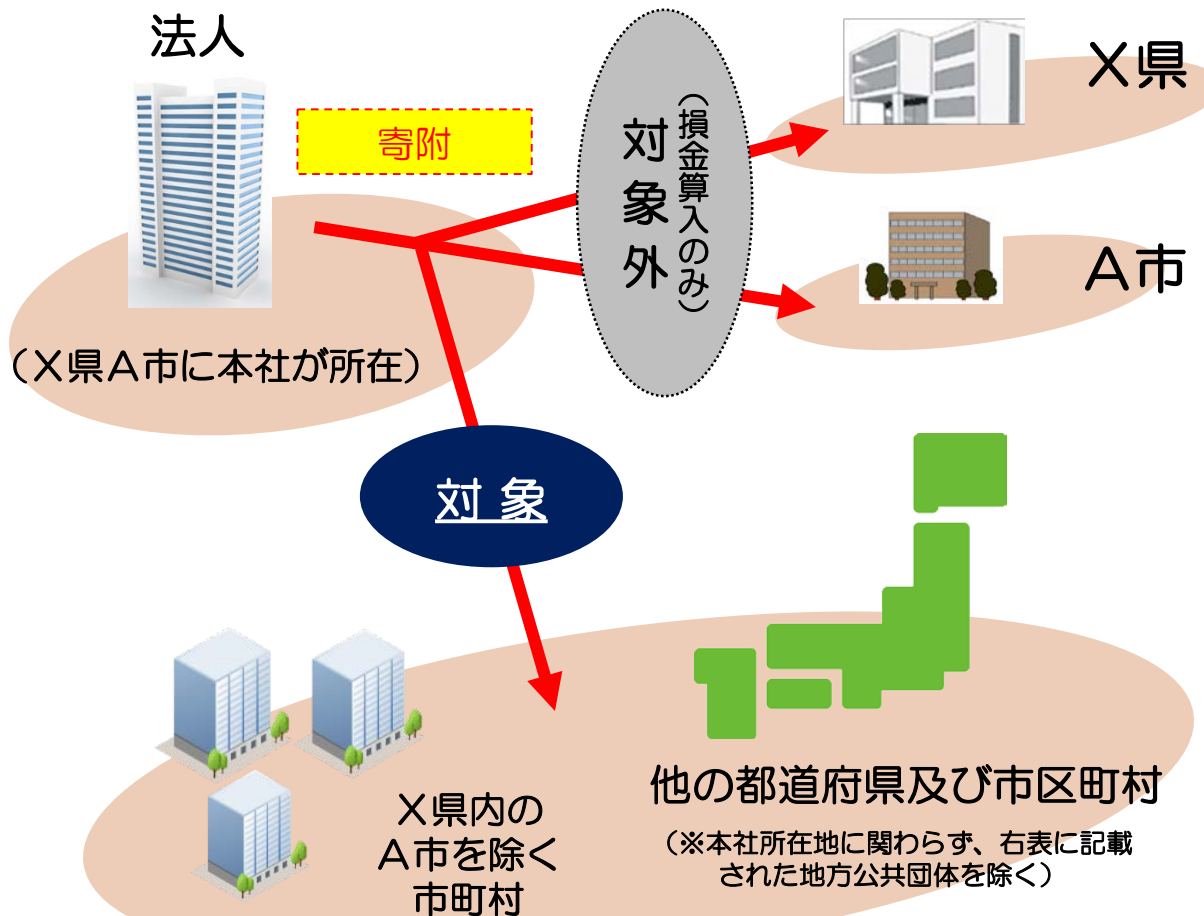 法人
寄附
(X県A市に本社が所在)
対象外
(損金算入のみ)
X県
A市
対 象
X県内の
A市を除く
市町村
他の都道府県及び市区町村
(※本社所在地に関わらず、右表に記載
された地方公共団体を除く)